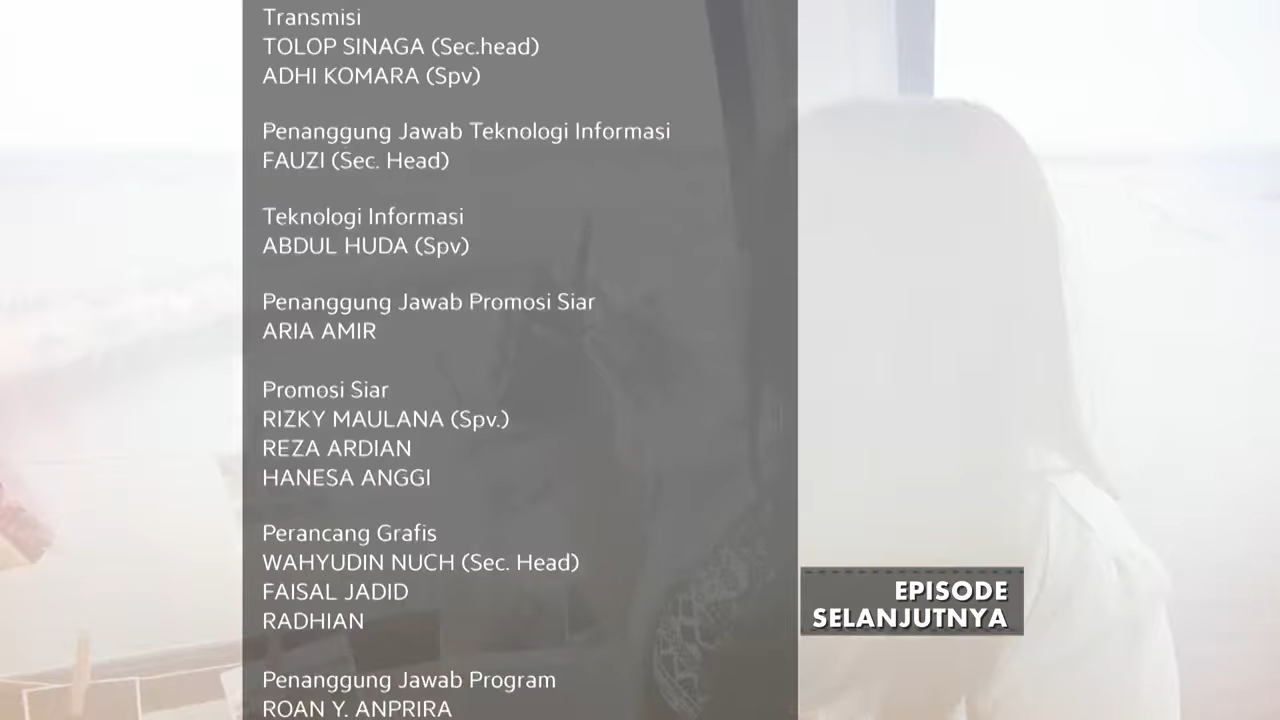 Transmisi
TOLOP SINAGA (Sec.head)
ADHI KOMARA (Spv)
Penanggung Jawab Teknologi Informasi
FAUZI (Sec. Head)
Teknologi Informasi
ABDUL HUDA (Spv)
Penanggung Jawab Promosi Siar
ARIA AMIR
Promosi Siar
RIZKY MAULANA (Spv.)
REZA ARDIAN
HANESA ANGGI
Perancang Grafis
WAHYUDIN NUCH (Sec. Head)
FAISAL JADID
RADHIAN
Penanggung Jawab Program
ROAN Y. ANPRIRA
EPISODE
SELANJUTNYA